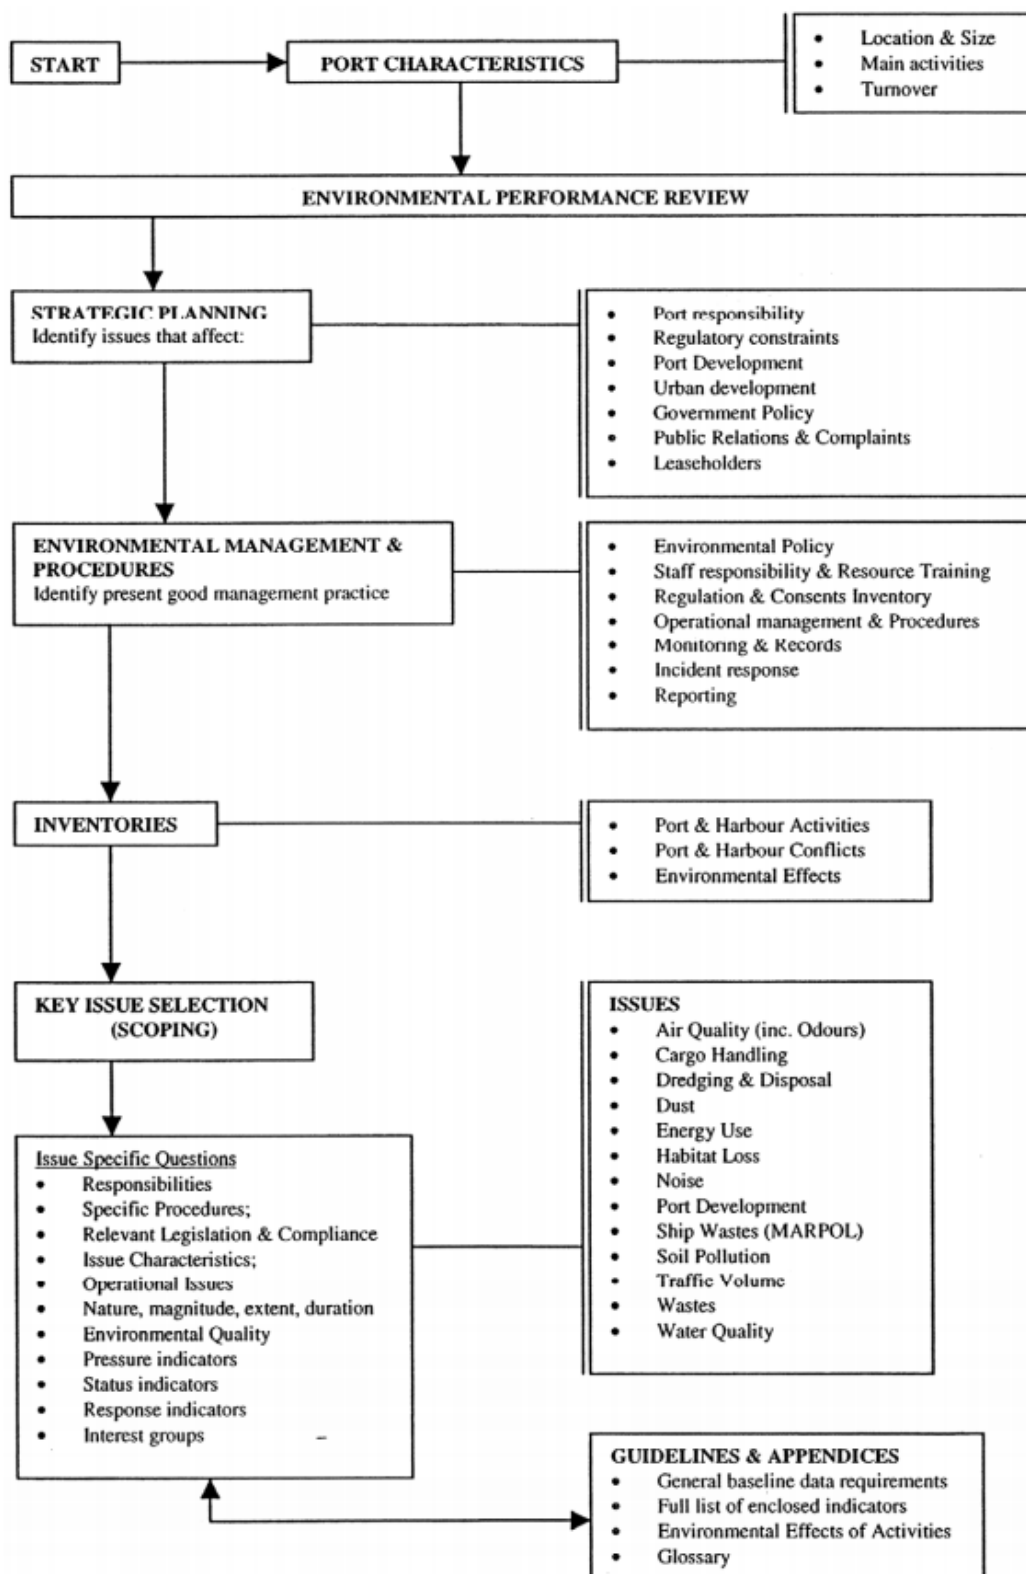 START
PORT CHARACTERISTICS
• Location & Size
• Main activities
• Turnover
ENVIRONMENTAL PERFORMANCE REVIEW
STRATEGIC PLANNING
Identify issues that affect:
• Port responsibility
• Regulatory constraints
• Port Development
• Urban development
• Government Policy
• Public Relations & Complaints
• Leaseholders
ENVIRONMENTAL MANAGEMENT &
PROCEDURES
Identify present good management practice
• Environmental Policy
• Staff responsibility & Resource Training
• Regulation & Consents Inventory
• Operational management & Procedures
• Monitoring & Records
• Incident response
• Reporting
INVENTORIES
• Port & Harbour Activities
• Port & Harbour Conflicts
• Environmental Effects
KEY ISSUE SELECTION
(SCOPING)
ISSUES
• Air Quality (inc. Odours)
• Cargo Handling
• Dredging & Disposal
• Dust
• Energy Use
• Habitat Loss
• Noise
• Port Development
• Ship Wastes (MARPOL)
• Soil Pollution
• Traffic Volume
• Wastes
• Water Quality
Issue Specific Questions
• Responsibilities
• Specific Procedures;
• Relevant Legislation & Compliance
• Issue Characteristics;
• Operational Issues
• Nature, magnitude, extent, duration
• Environmental Quality
• Pressure indicators
• Status indicators
• Response indicators
• Interest groups
GUIDELINES & APPENDICES
• General baseline data requirements
• Full list of enclosed indicators
• Environmental Effects of Activities
• Glossary